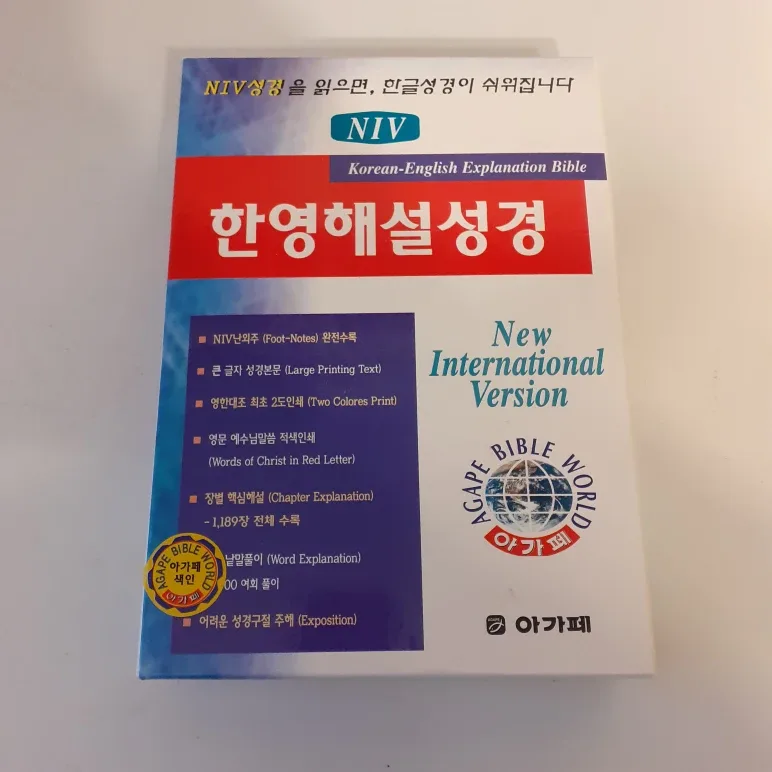 NIV성경을 읽으면, 한글성경이 쉬워집니다
NIV
Korean-English Explanation Bible
한영해설성경
NIV난외주 (Foot-Notes) 완전수록
큰 글자 성경본문 (Large Printing Text)
영한대조 최초 2도인쇄 (Two Colores Print)
영문 예수님말씀 적색인쇄
(Words of Christ in Red Letter)
장별 핵심해설 (Chapter Explanation)
- 1,189장 전체 수록
낱말풀이 (Word Explanation)
00 여회 풀이
어려운 성경구절 주해 (Exposition)
New
International
Version
AGAPE BIBLE WORLD
아가페
AGAPE BIBLE WORLD
아가페
색인
아가페
아가페